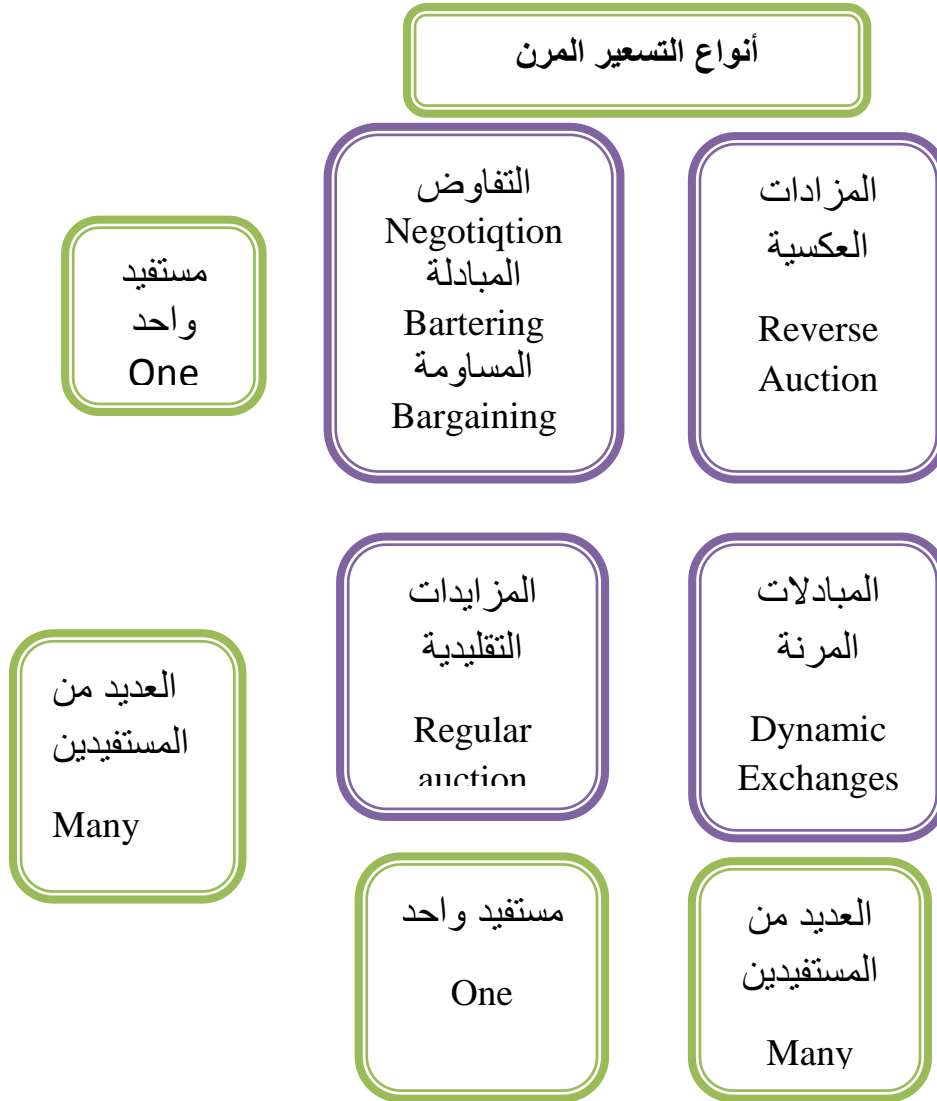 أنواع التسعير المرن
المزادات
العكسية
Reverse
Auction
التفاوض
Negotiqtion
المبادلة
Bartering
المساومة
Bargaining
مستفيد
واحد
One
المبادلات
المرنة
Dynamic
Exchanges
المزايدات
التقليدية
Regular
auction
العديد من
المستفيدين
Many
العديد من
المستفيدين
Many
مستفيد واحد
One